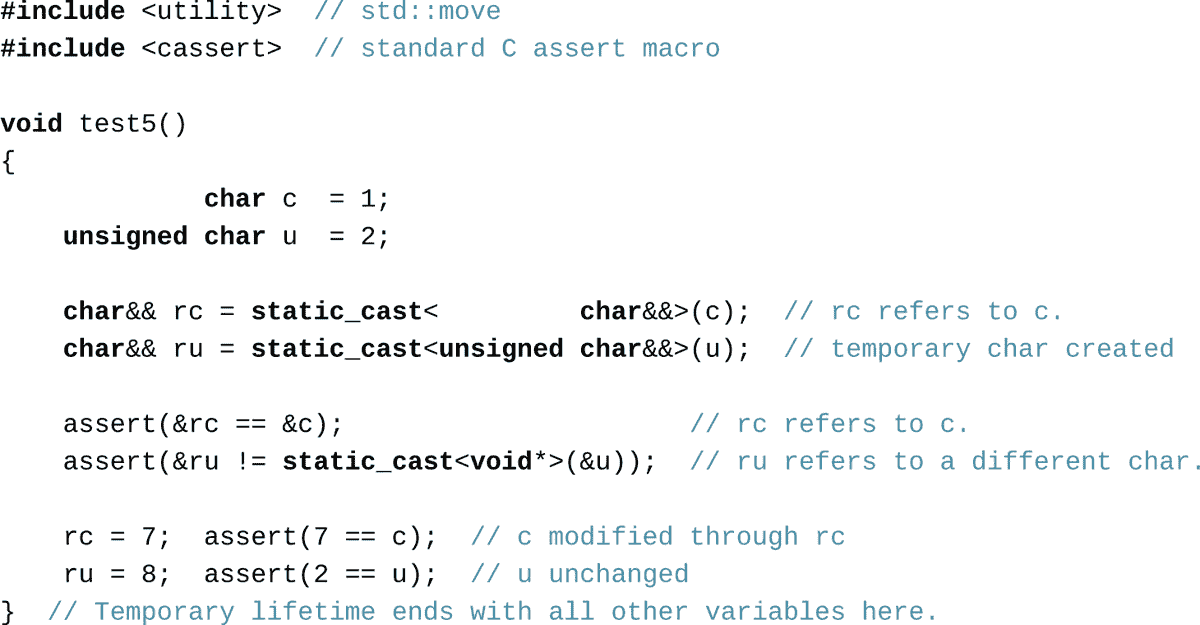 #include <utility>  // std::move
#include <cassert>  // standard C assert macro

void test5()
{
             char c  = 1;
    unsigned char u  = 2;

    char&& rc = static_cast<         char&&>(c);  // rc refers to c.
    char&& ru = static_cast<unsigned char&&>(u);  // temporary char created

    assert(&rc == &c);                      // rc refers to c.
    assert(&ru != static_cast<void*>(&u));  // ru refers to a different char.

    rc = 7;  assert(7 == c);  // c modified through rc
    ru = 8;  assert(2 == u);  // u unchanged
}  // Temporary lifetime ends with all other variables here.